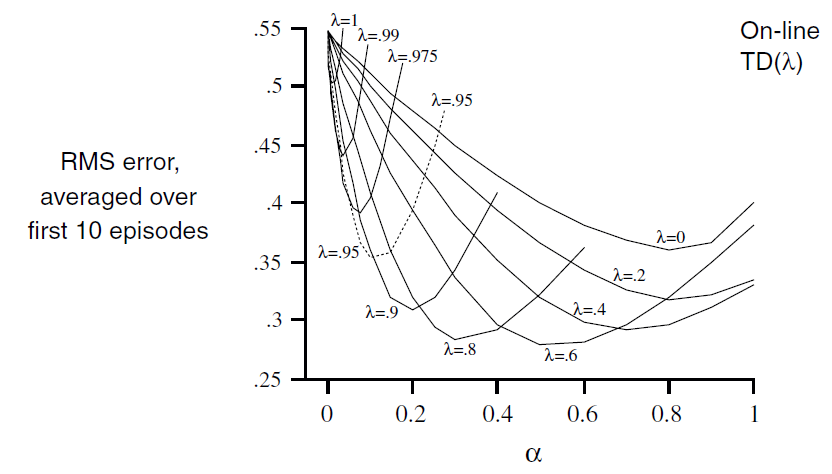 On-line
TD(λ)
RMS error,
averaged over
first 10 episodes
.55
.5
.45
.4
.35
.3
.25
λ=1
λ=.99
λ=.975
λ=.95
λ=0
λ=.95
λ=.2
λ=.9
λ=.4
λ=.8
λ=.6
0
0.2
0.4
0.6
0.8
1
α